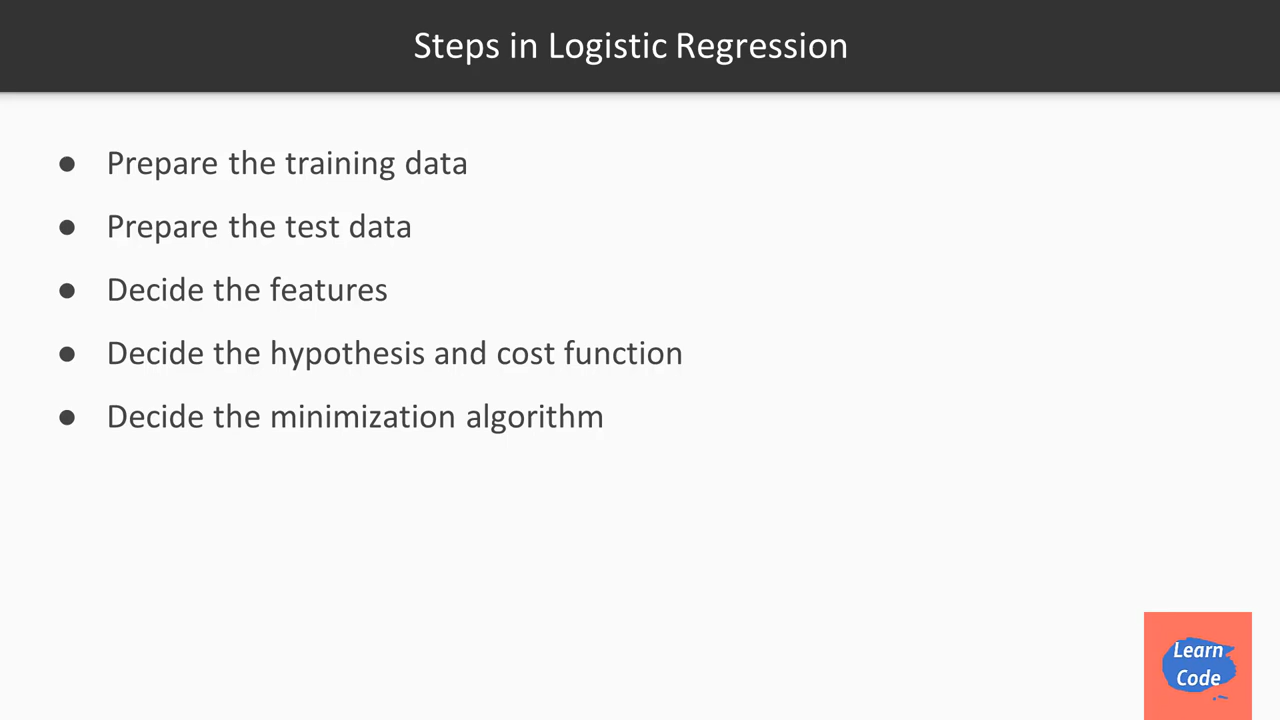 Steps in Logistic Regression
● Prepare the training data
● Prepare the test data
● Decide the features
● Decide the hypothesis and cost function
● Decide the minimization algorithm
Learn
Code